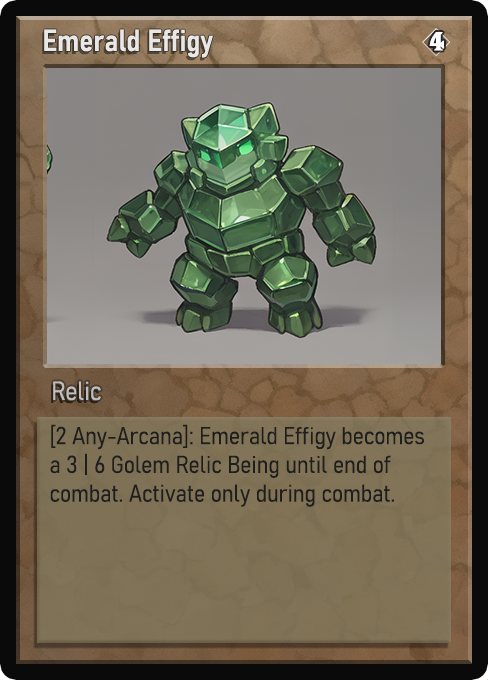 Emerald Effigy
4
Relic
[2 Any-Arcana]: Emerald Effigy becomes
a 3 | 6 Golem Relic Being until end of
combat. Activate only during combat.